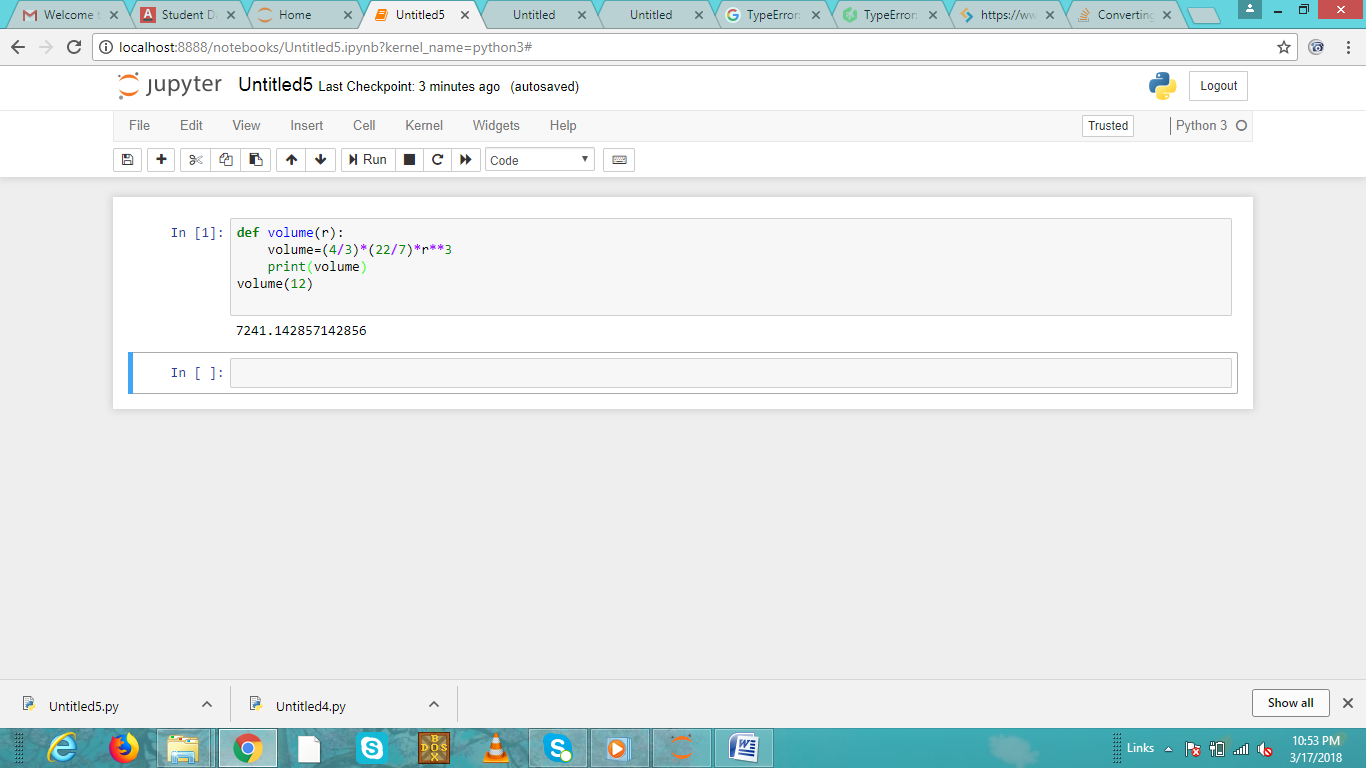 Welcome t
Student D
Home
Untitled5
Untitled
Untitled
TypeError:
TypeError:
https://ww
Converting
localhost:8888/notebooks/Untitled5.ipynb?kernel_name=python3#
jupyter Untitled5 Last Checkpoint: 3 minutes ago (autosaved)
Logout
File Edit View Insert Cell Kernel Widgets Help
Trusted
Python 3
Run
Code
In [1]:
def volume(r):
    volume=(4/3)*(22/7)*r**3
    print(volume)
volume(12)
7241.142857142856
In [ ]:
Untitled5.py
Untitled4.py
Show all
BOX
DOS
Links
10:53 PM
3/17/2018